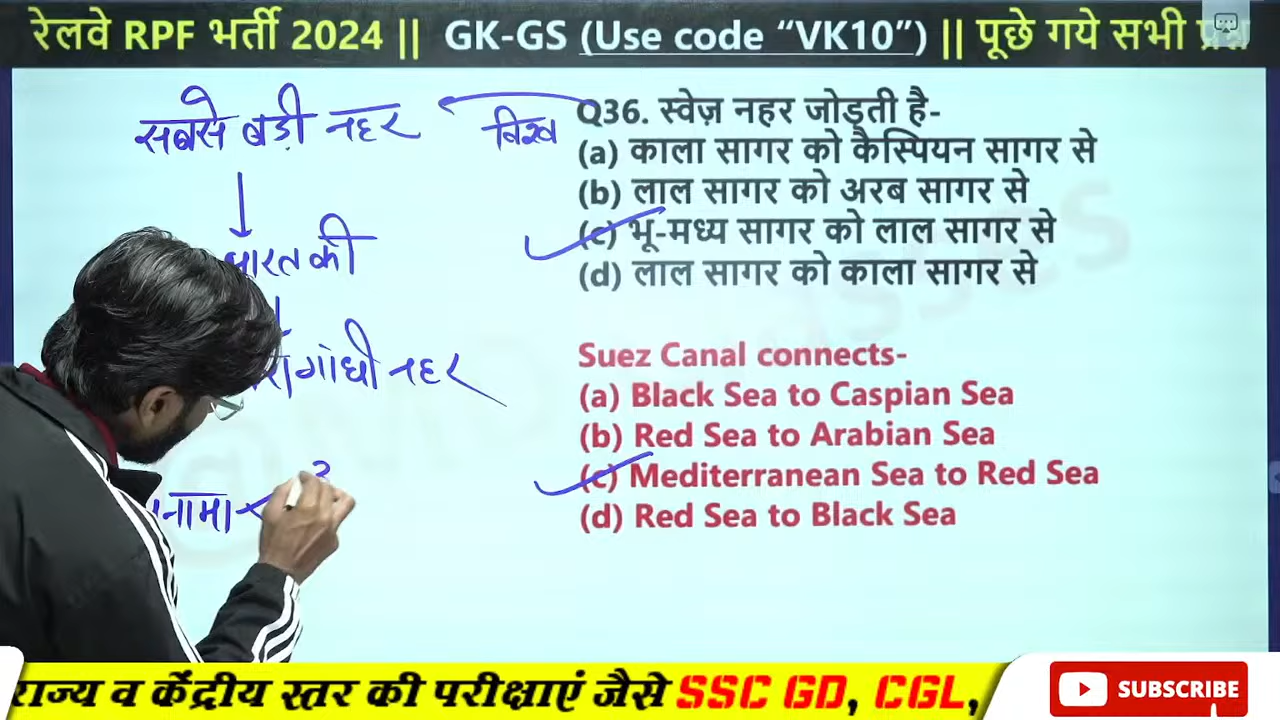 रेलवे RPF भर्ती 2024 || GK-GS (Use code “VK10”) || पूछे गये सभी प्रश्न
सबसे बड़ी नहर
विश्व
भारत की
गांधी नहर
Q36. स्वेज़ नहर जोड़ती है-
(a) काला सागर को कैस्पियन सागर से
(b) लाल सागर को अरब सागर से
(c) भू-मध्य सागर को लाल सागर से
(d) लाल सागर को काला सागर से
Suez Canal connects-
(a) Black Sea to Caspian Sea
(b) Red Sea to Arabian Sea
(c) Mediterranean Sea to Red Sea
(d) Red Sea to Black Sea
राज्य व केंद्रीय स्तर की परीक्षाएं जैसे SSC GD, CGL,
SUBSCRIBE